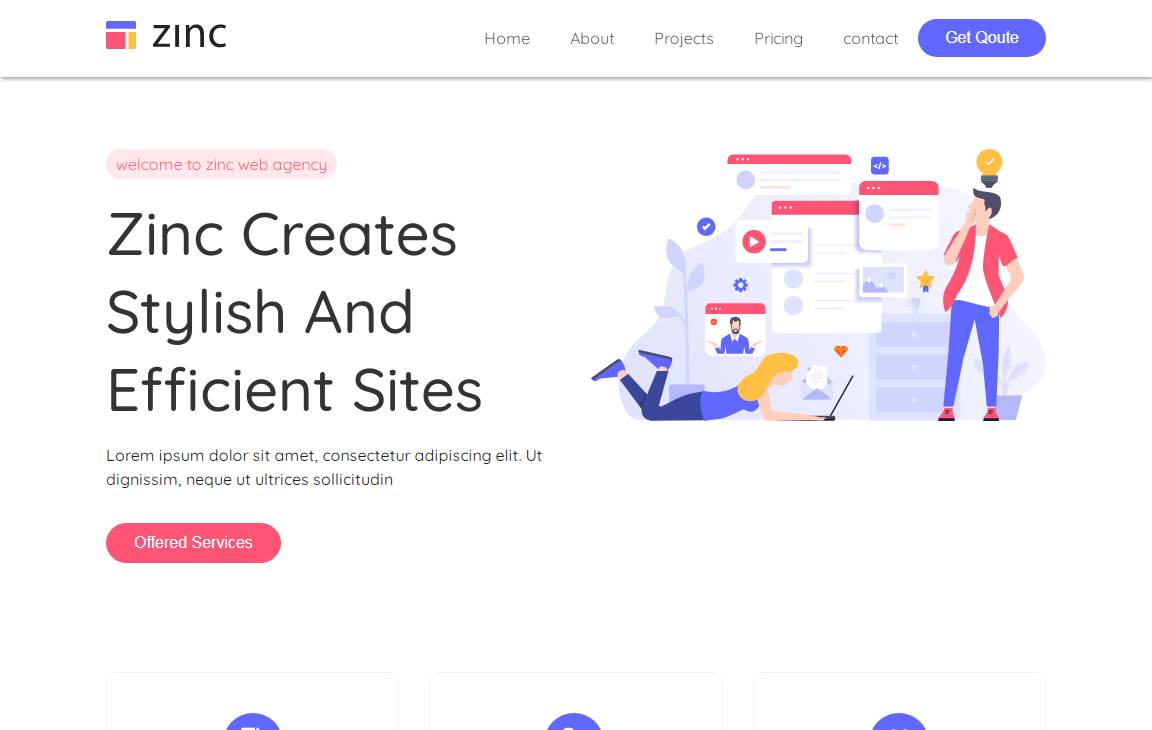 zinc
Home About Projects Pricing contact Get Qoute
welcome to zinc web agency
Zinc Creates
Stylish And
Efficient Sites
Lorem ipsum dolor sit amet, consectetur adipiscing elit. Ut
dignissim, neque ut ultrices sollicitudin
Offered Services